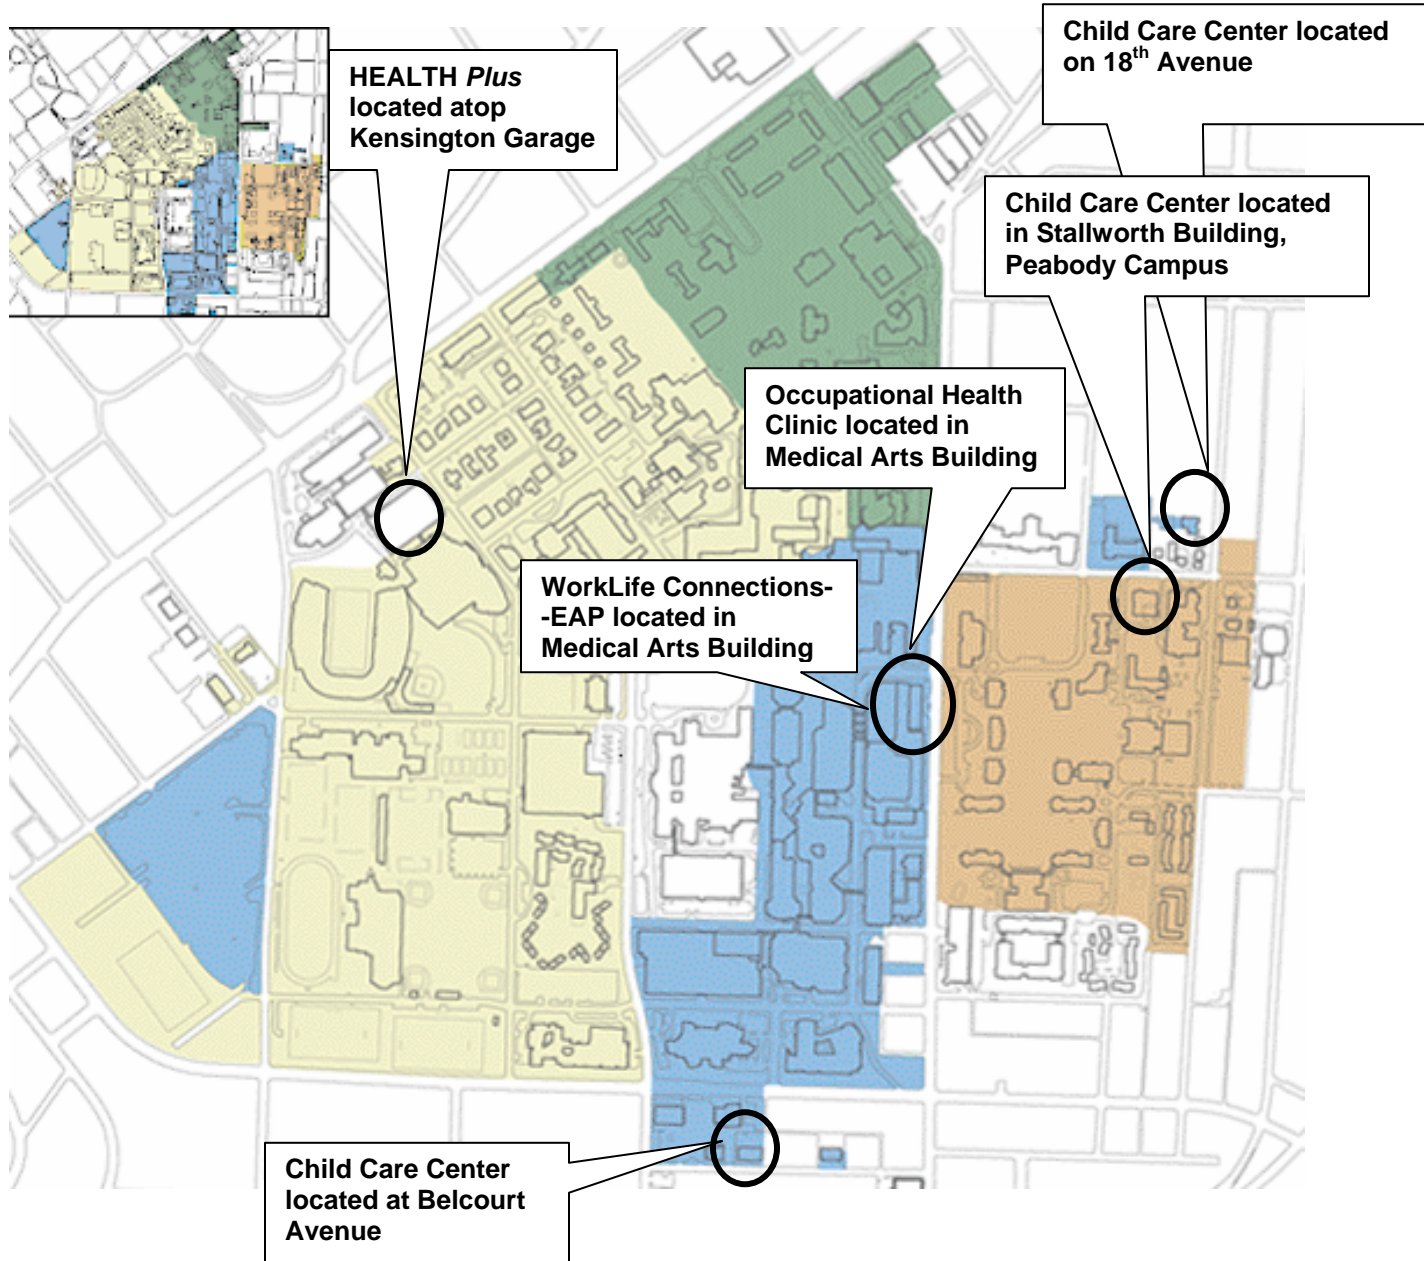 HEALTH Plus
located atop
Kensington Garage
Child Care Center located
on 18th Avenue
Child Care Center located
in Stallworth Building,
Peabody Campus
Occupational Health
Clinic located in
Medical Arts Building
WorkLife Connections-
-EAP located in
Medical Arts Building
Child Care Center
located at Belcourt
Avenue